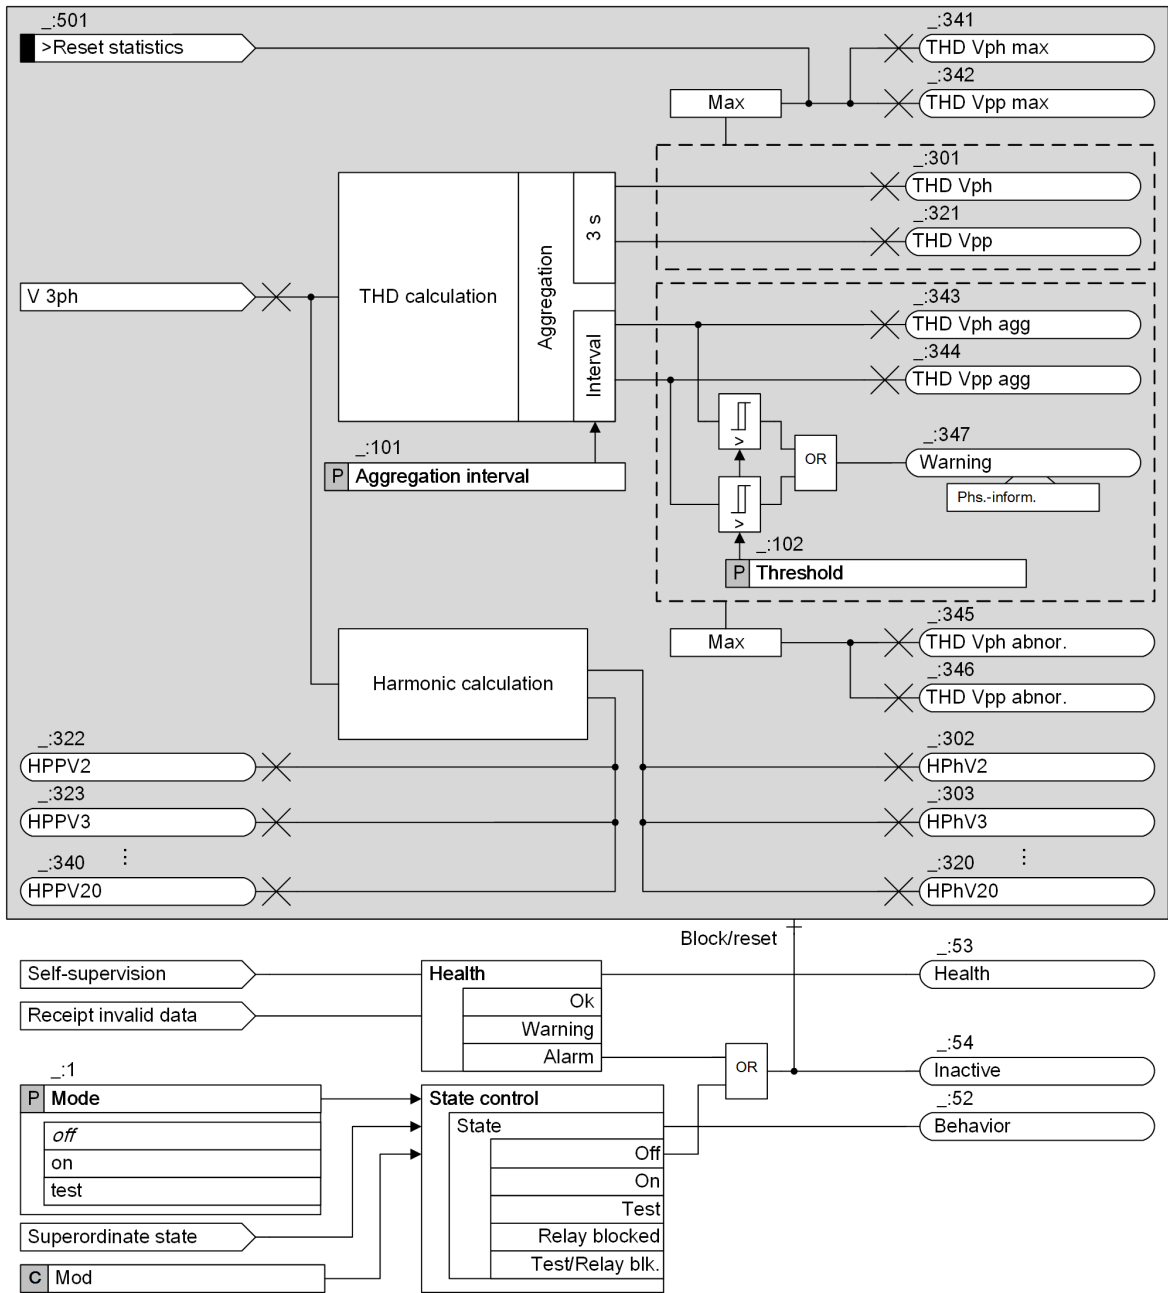 _:501
>Reset statistics
_:341
THD Vph max
_:342
Max
THD Vpp max
_:301
THD Vph
_:321
THD Vpp
3 s
V 3ph
THD calculation
Aggregation
Interval
_:343
THD Vph agg
_:344
THD Vpp agg
_:101
P Aggregation interval
>
>
OR
_:347
Warning
Phs.-inform.
_:102
P Threshold
_:345
Max
THD Vph abnor.
_:346
THD Vpp abnor.
Harmonic calculation
_:322
HPPV2
_:302
HPhV2
_:323
HPPV3
_:303
HPhV3
⋮
⋮
_:340
HPPV20
_:320
HPhV20
Block/reset
Self-supervision
Receipt invalid data
Health
Ok
Warning
Alarm
_:53
Health
OR
_:54
Inactive
_:1
P Mode
off
on
test
State control
State
Off
On
Test
Relay blocked
Test/Relay blk.
_:52
Behavior
Superordinate state
C Mod